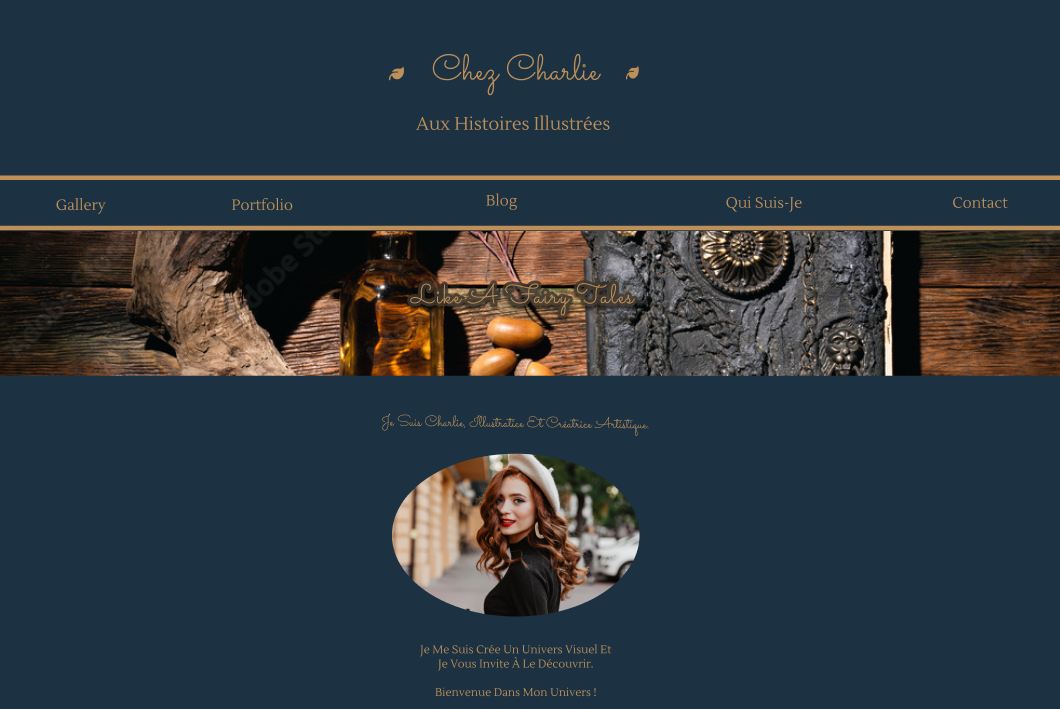 Chez Charlie
Aux Histoires Illustrées
Gallery Portfolio Blog Qui Suis-Je Contact
Adobe Stock
Like A Fairy Tales
Je Suis Charlie, Illustratice Et Créatrice Artistique.
Je Me Suis Crée Un Univers Visuel Et
Je Vous Invite À Le Découvrir.
Bienvenue Dans Mon Univers !